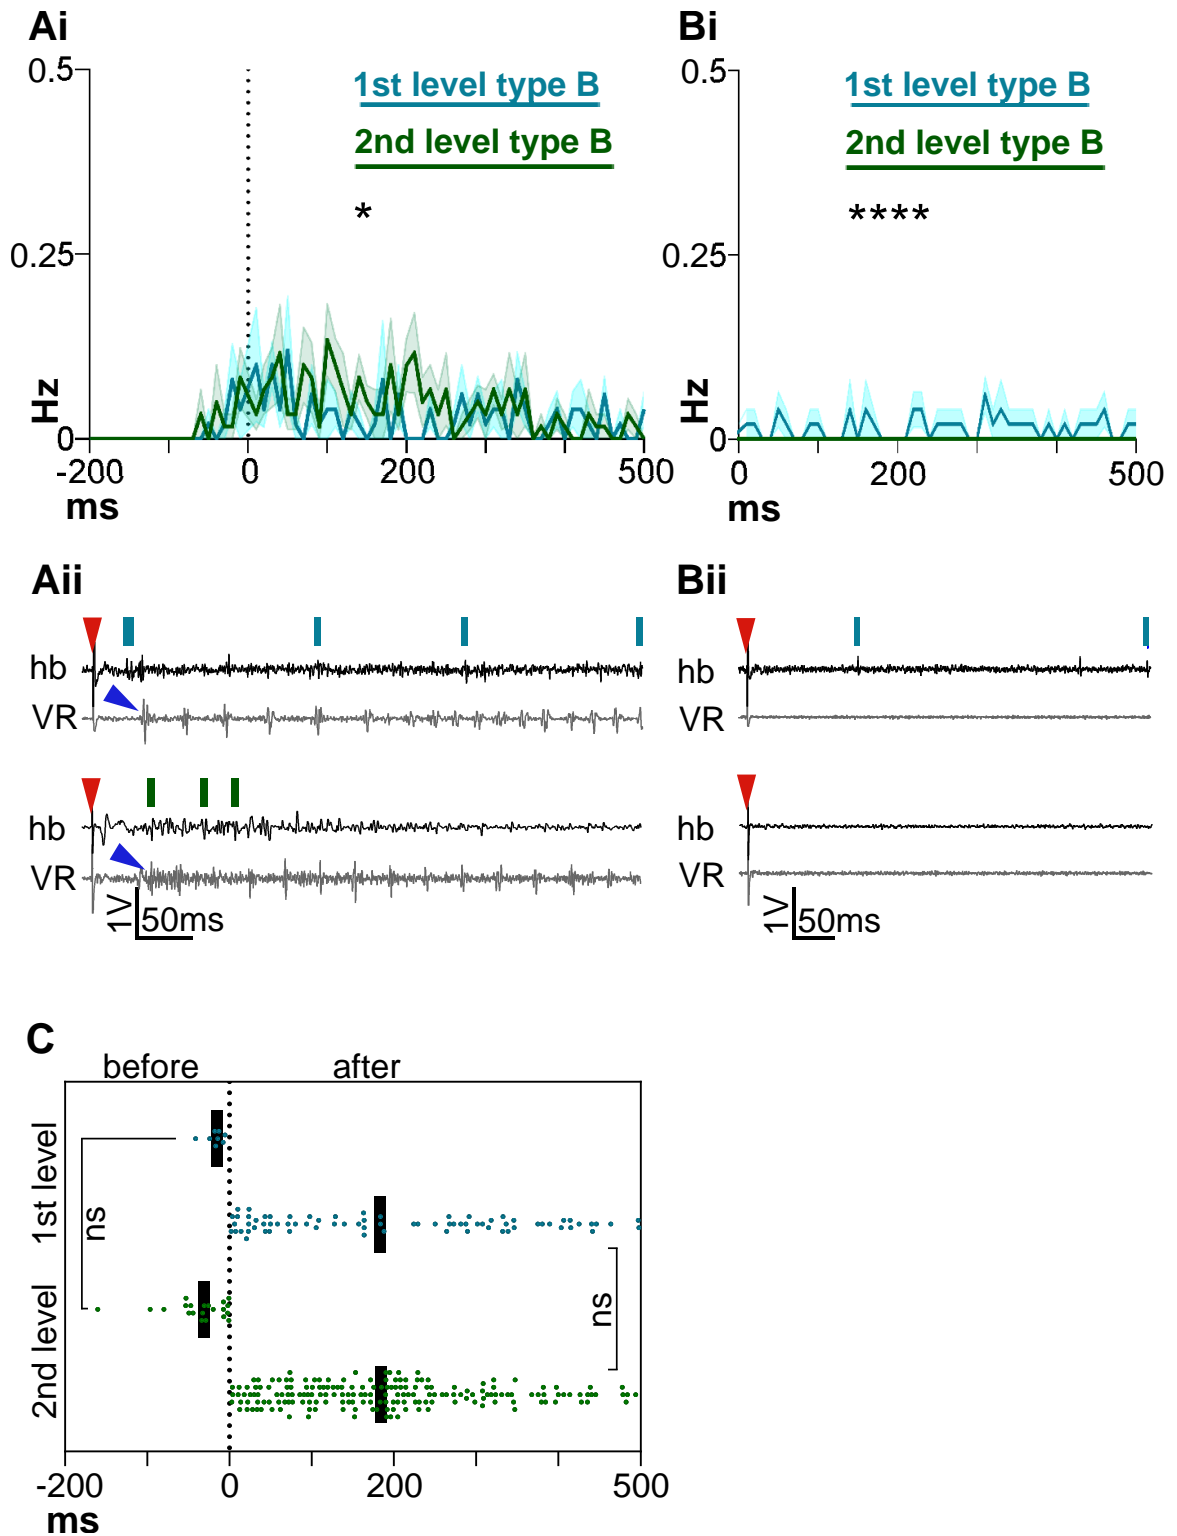 Ai
0.5
1st level type B
2nd level type B
*
0.25
Hz
0
-200
0
200
500
ms
Bi
0.5
1st level type B
2nd level type B
****
0.25
Hz
0
0
200
500
ms
Aii
hb
VR
hb
VR
1V
50ms
Bii
hb
VR
hb
VR
1V
50ms
C
before
after
1st level
ns
2nd level
ns
-200
0
200
500
ms